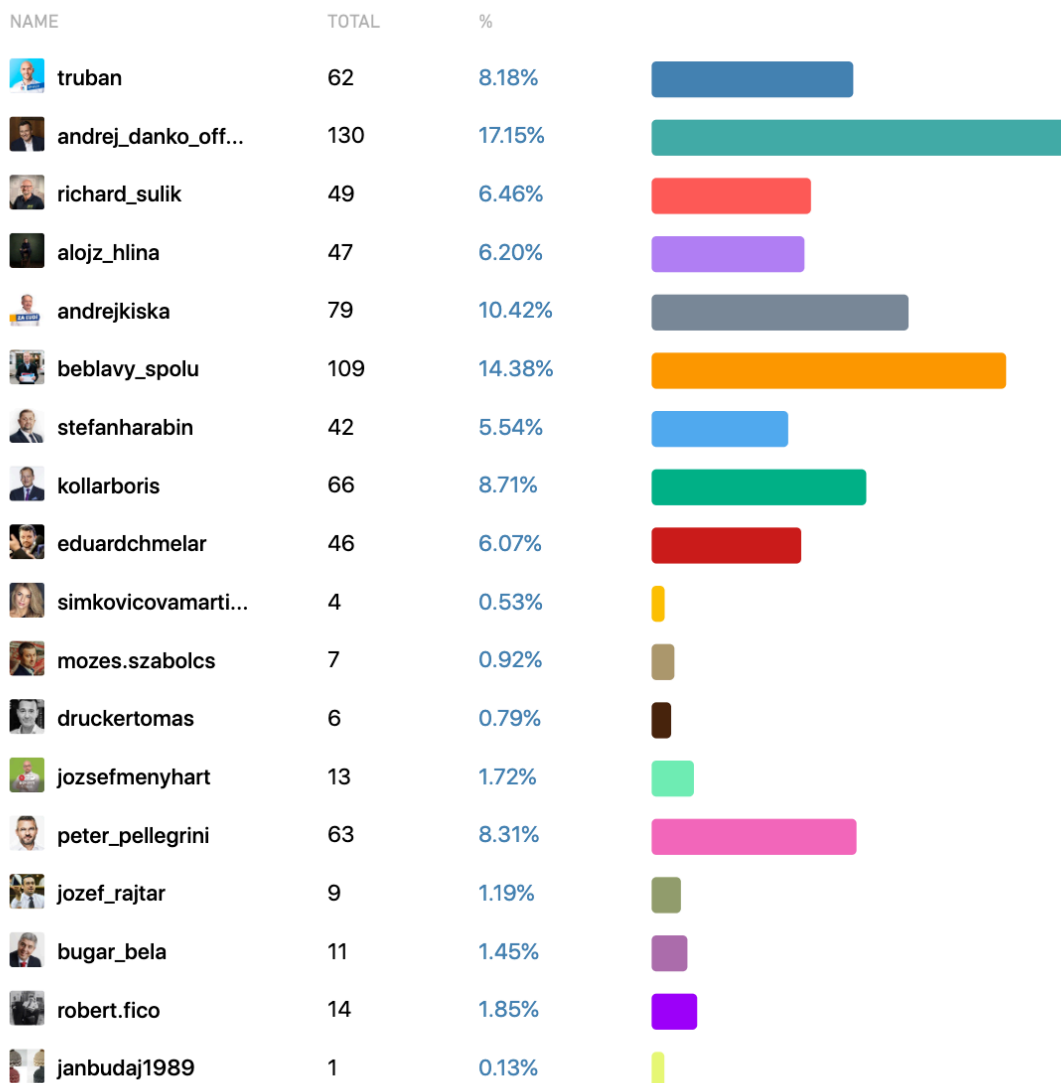 NAME TOTAL %
truban 62 8.18%
andrej_danko_off... 130 17.15%
richard_sulik 49 6.46%
alojz_hlina 47 6.20%
andrejkiska 79 10.42%
beblavy_spolu 109 14.38%
stefanharabin 42 5.54%
kollarboris 66 8.71%
eduardchmelar 46 6.07%
simkovicovamarti... 4 0.53%
mozes.szabolcs 7 0.92%
druckertomas 6 0.79%
jozsefmenyhart 13 1.72%
peter_pellegrini 63 8.31%
jozef_rajtar 9 1.19%
bugar_bela 11 1.45%
robert.fico 14 1.85%
janbudaj1989 1 0.13%